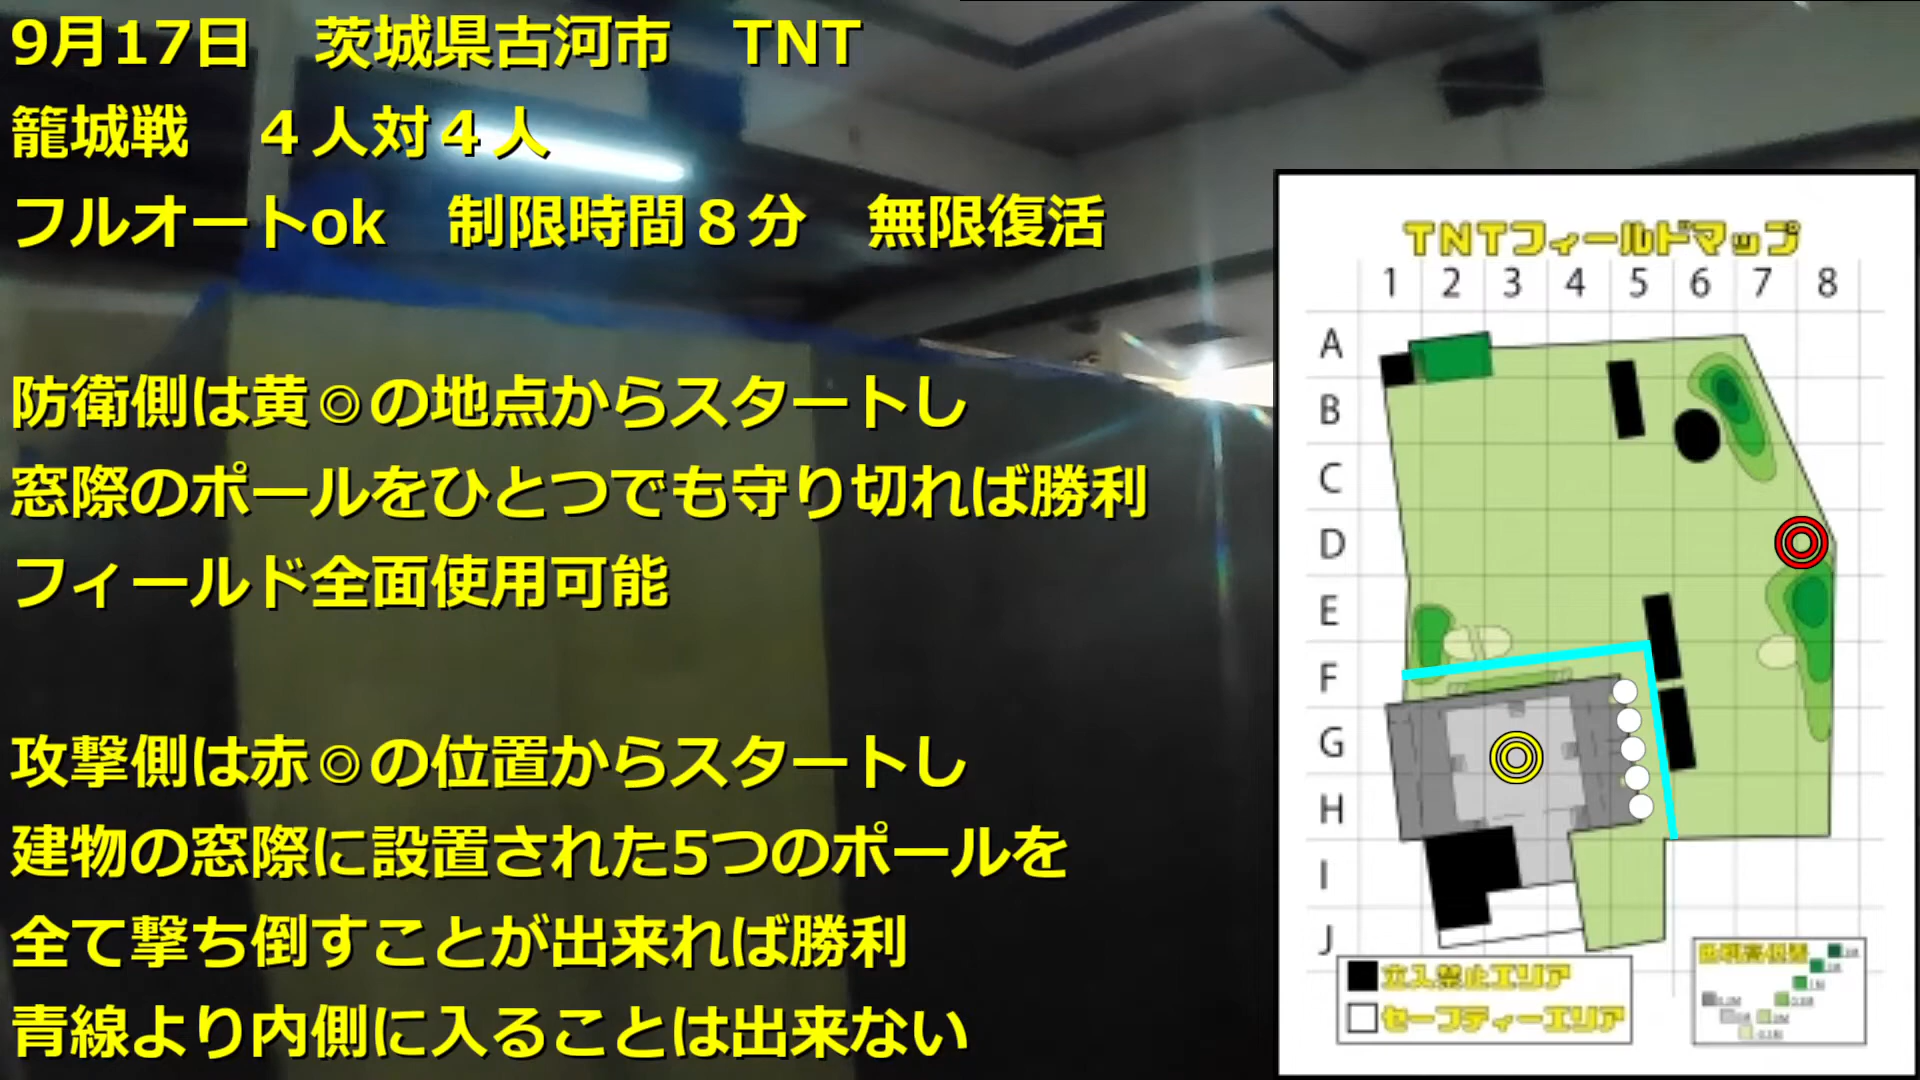 9月17日　茨城県古河市　TNT
籠城戦　４人対４人
フルオートok　制限時間８分　無限復活
防衛側は黄◎の地点からスタートし
窓際のポールをひとつでも守り切れば勝利
フィールド全面使用可能
攻撃側は赤◎の位置からスタートし
建物の窓際に設置された5つのポールを
全て撃ち倒すことが出来れば勝利
青線より内側に入ることは出来ない
TNTフィールドマップ
1 2 3 4 5 6 7 8
A
B
C
D
E
F
G
H
I
J
立入禁止エリア
セーフティーエリア